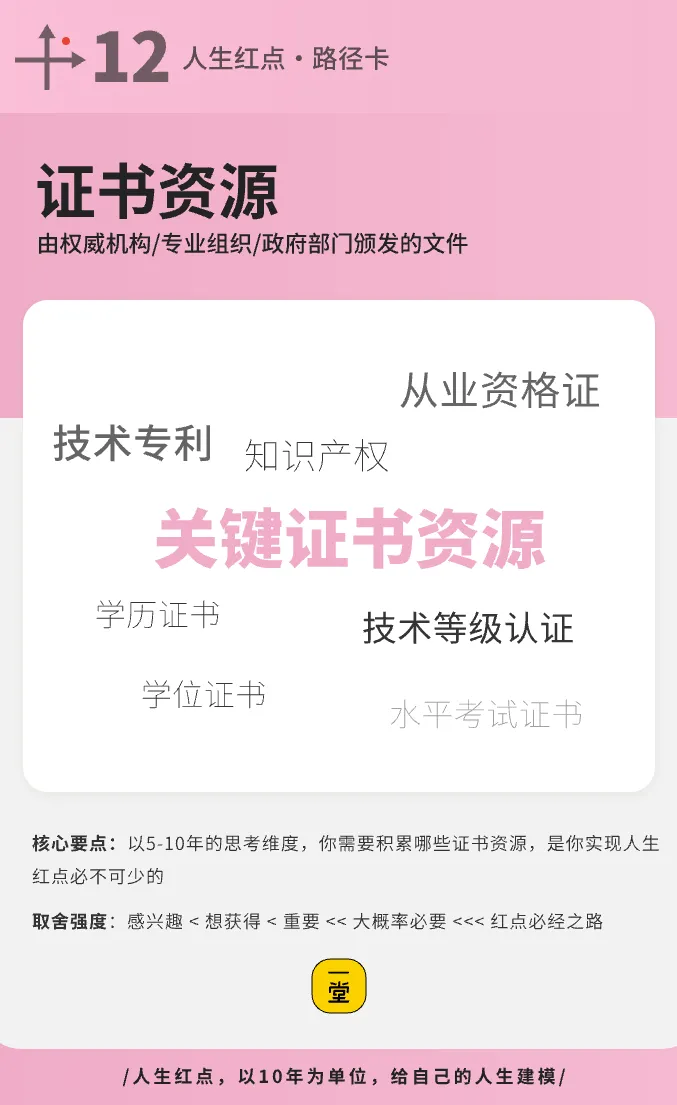 12 人生红点·路径卡
证书资源
由权威机构/专业组织/政府部门颁发的文件
从业资格证
技术专利
知识产权
关键证书资源
学历证书
技术等级认证
学位证书
水平考试证书
核心要点：以5-10年的思考维度，你需要积累哪些证书资源，是你实现人生
红点必不可少的
取舍强度：感兴趣 < 想获得 < 重要 << 大概率必要 <<< 红点必经之路
一
堂
/人生红点，以10年为单位，给自己的人生建模/